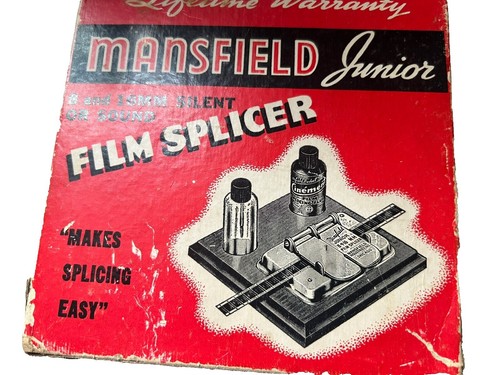 Lifetime Warranty
MANSFIELD Junior
8 and 16MM SILENT
OR SOUND
FILM SPLICER
"MAKES
SPLICING
EASY"